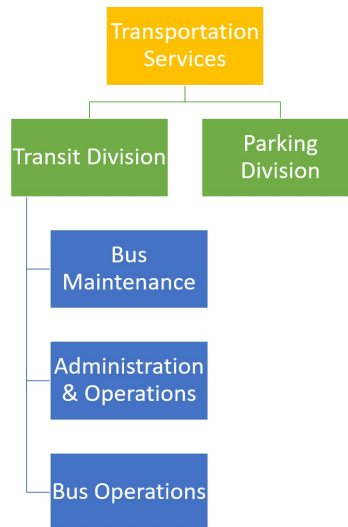 Transportation
Services
Transit Division
Parking
Division
Bus
Maintenance
Administration
& Operations
Bus Operations